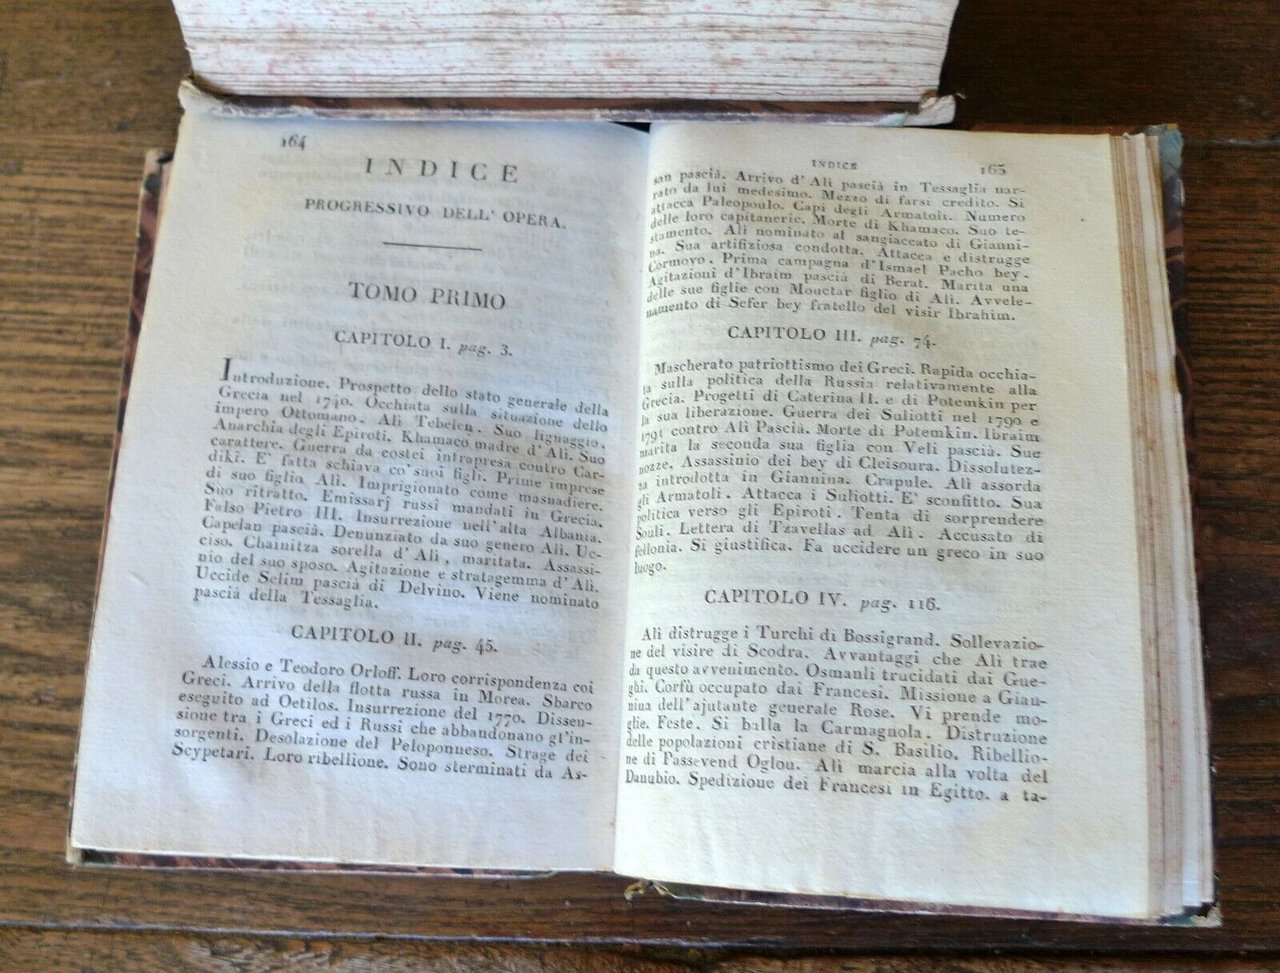 164
INDICE
PROGRESSIVO DELL' OPERA.
TOMO PRIMO
CAPITOLO I. pag. 3.
Introduzione. Prospetto dello stato generale della
Grecia nel 1740. Occhiata sulla situazione dello
impero Ottomano. Alì Tebelen. Suo lignaggio.
Anarchia degli Epiroti. Khamaco madre d'Alì. Suo
carattere. Guerra da costei intrapresa contro Car-
diki. E' fatta schiava co' suoi figli. Prime imprese
di suo figlio Alì. Imprigionato come masnadiere.
Suo ritratto. Emissarj russi mandati in Grecia.
Falso Pietro III. Insurrezione nell'alta Albania.
Capelan pascià. Denunziato da suo genero Alì. Uc-
ciso. Chainitza sorella d'Alì, maritata. Assassi-
nio del suo sposo. Agitazione e stratagemma d'Alì.
Uccide Selim pascià di Delvino. Viene nominato
pascià della Tessaglia.
CAPITOLO II. pag. 45.
Alessio e Teodoro Orloff. Loro corrispondenza coi
Greci. Arrivo della flotta russa in Morea. Sbarco
eseguito ad Oetilos. Insurrezione del 1770. Dissen-
sione tra i Greci ed i Russi che abbandonano gl'in-
sorgenti. Desolazione del Peloponneso. Strage dei
Scypetari. Loro ribellione. Sono sterminati da As-
INDICE 165
san pascià. Arrivo d'Alì pascià in Tessaglia nar-
rato da lui medesimo. Mezzo di farsi credito. Si
attacca Paleopoulo. Capi degli Armatoli. Numero
delle loro capitanerie. Morte di Khamaco. Suo te-
stamento. Alì nominato al sangiaccato di Gianni-
na. Sua artifiziosa condotta. Attacca e distrugge
Cormovo. Prima campagna d'Ismael Pacho bey.
Agitazioni d'Ibraim pascià di Berat. Marita una
delle sue figlie con Mouctar figlio di Alì. Avvele-
namento di Sefer bey fratello del visir Ibrahim.
CAPITOLO III. pag. 74.
Mascherato patriottismo dei Greci. Rapida occhia-
ta sulla politica della Russia relativamente alla
Grecia. Progetti di Caterina II. e di Potemkin per
la sua liberazione. Guerra dei Suliotti nel 1790 e
1791 contro Alì Pascià. Morte di Potemkin. Ibraim
marita la seconda sua figlia con Velì pascià. Sue
nozze. Assassinio dei bey di Cleisoura. Dissolutez-
za introdotta in Giannina. Crapule. Alì assorda
gli Armatoli. Attacca i Suliotti. E' sconfitto. Sua
politica verso gli Epiroti. Tenta di sorprendere
Souli. Lettera di Tzavellas ad Alì. Accusato di
fellonia. Si giustifica. Fa uccidere un greco in suo
luogo.
CAPITOLO IV. pag. 116.
Alì distrugge i Turchi di Bossigrand. Sollevazio-
ne del visire di Scodra. Avvantaggi che Alì trae
da questo avvenimento. Osmanli trucidati dai Gue-
ghi. Corfù occupato dai Francesi. Missione a Gian-
nina dell'ajutante generale Rose. Vi prende mo-
glie. Feste. Si balla la Carmagnola. Distruzione
delle popolazioni cristiane di S. Basilio. Ribellio-
ne di Passevend Oglou. Alì marcia alla volta del
Danubio. Spedizione dei Francesi in Egitto. a ta-